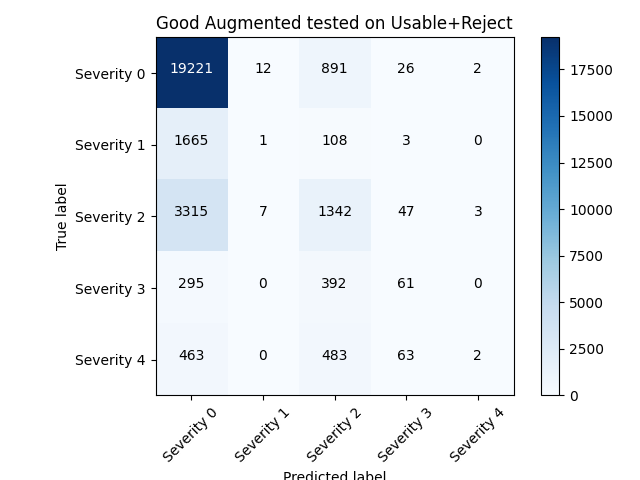 Good Augmented tested on Usable+Reject
Severity 0 19221 12 891 26 2
Severity 1 1665 1 108 3 0
Severity 2 3315 7 1342 47 3
Severity 3 295 0 392 61 0
Severity 4 463 0 483 63 2
True label
Severity 0 Severity 1 Severity 2 Severity 3 Severity 4
Predicted label
17500
15000
12500
10000
7500
5000
2500
0